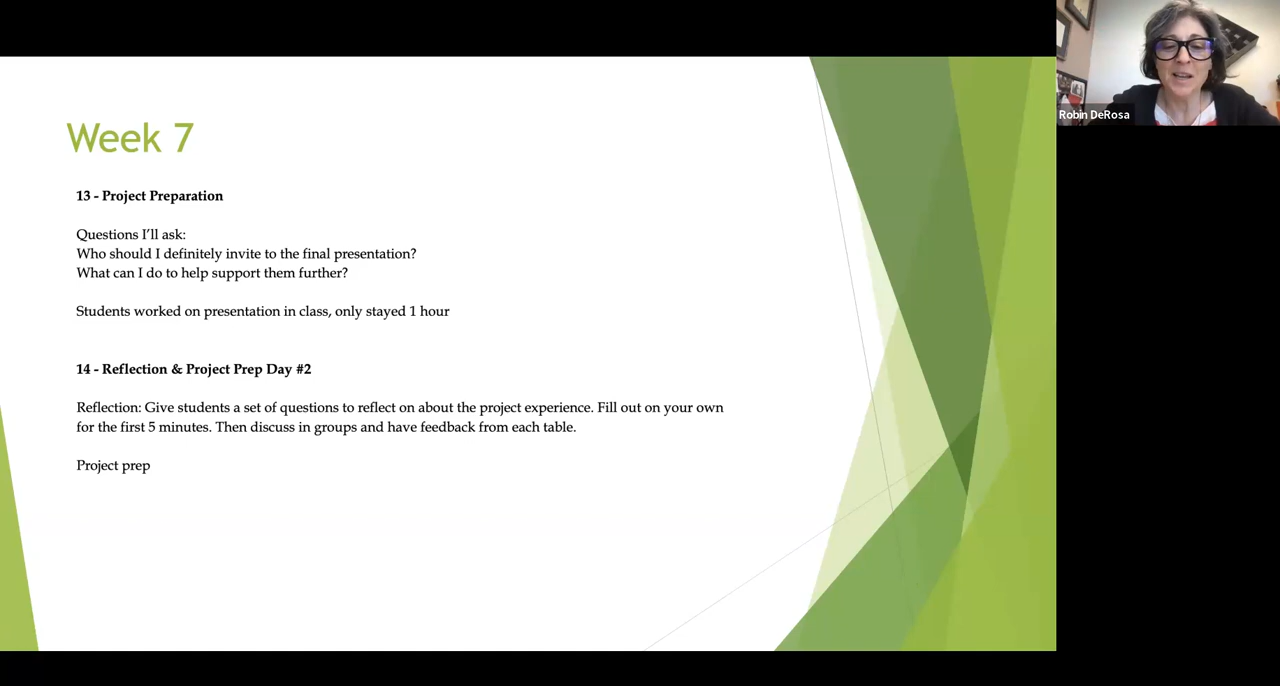 Week 7
13 - Project Preparation
Questions I’ll ask:
Who should I definitely invite to the final presentation?
What can I do to help support them further?
Students worked on presentation in class, only stayed 1 hour
14 - Reflection & Project Prep Day #2
Reflection: Give students a set of questions to reflect on about the project experience. Fill out on your own
for the first 5 minutes. Then discuss in groups and have feedback from each table.
Project prep
Robin DeRosa